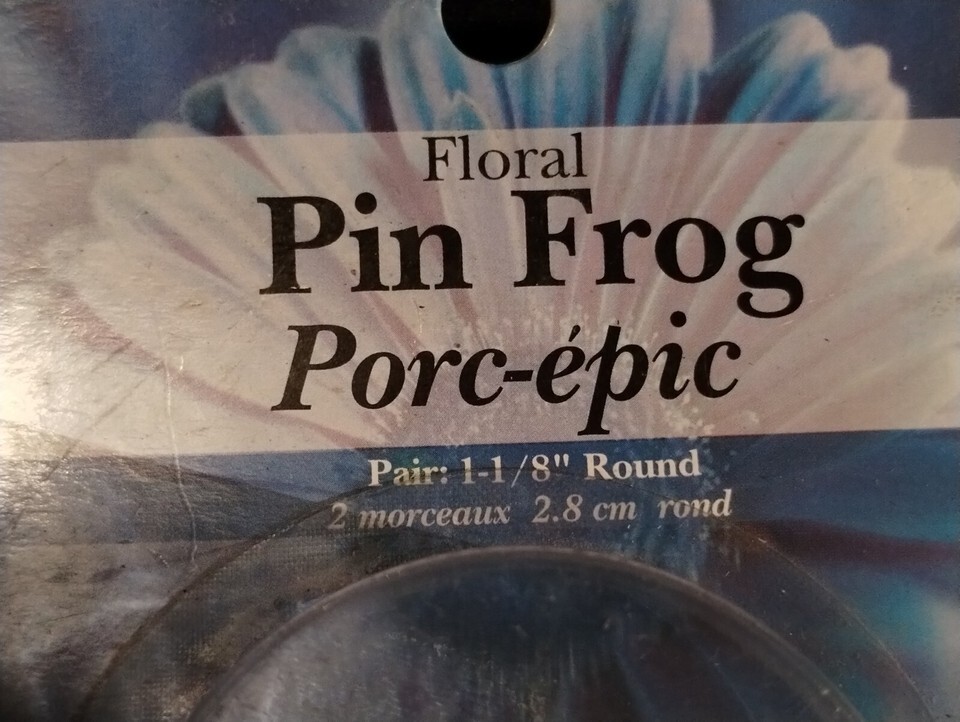 Floral
Pin Frog
Porc-épic
Pair: 1-1/8" Round
2 morceaux 2.8 cm rond